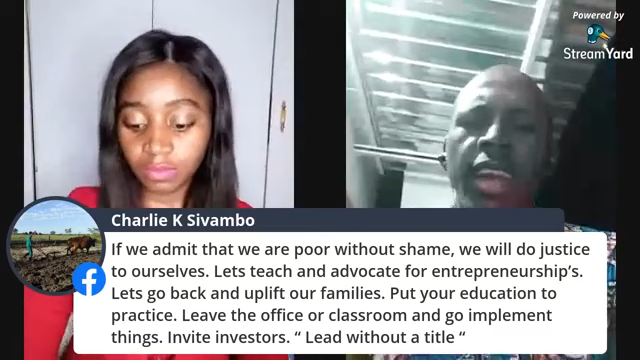 Powered by
StreamYard
Charlie K Sivambo
If we admit that we are poor without shame, we will do justice
to ourselves. Lets teach and advocate for entrepreneurship’s.
Lets go back and uplift our families. Put your education to
practice. Leave the office or classroom and go implement
things. Invite investors. “ Lead without a title “